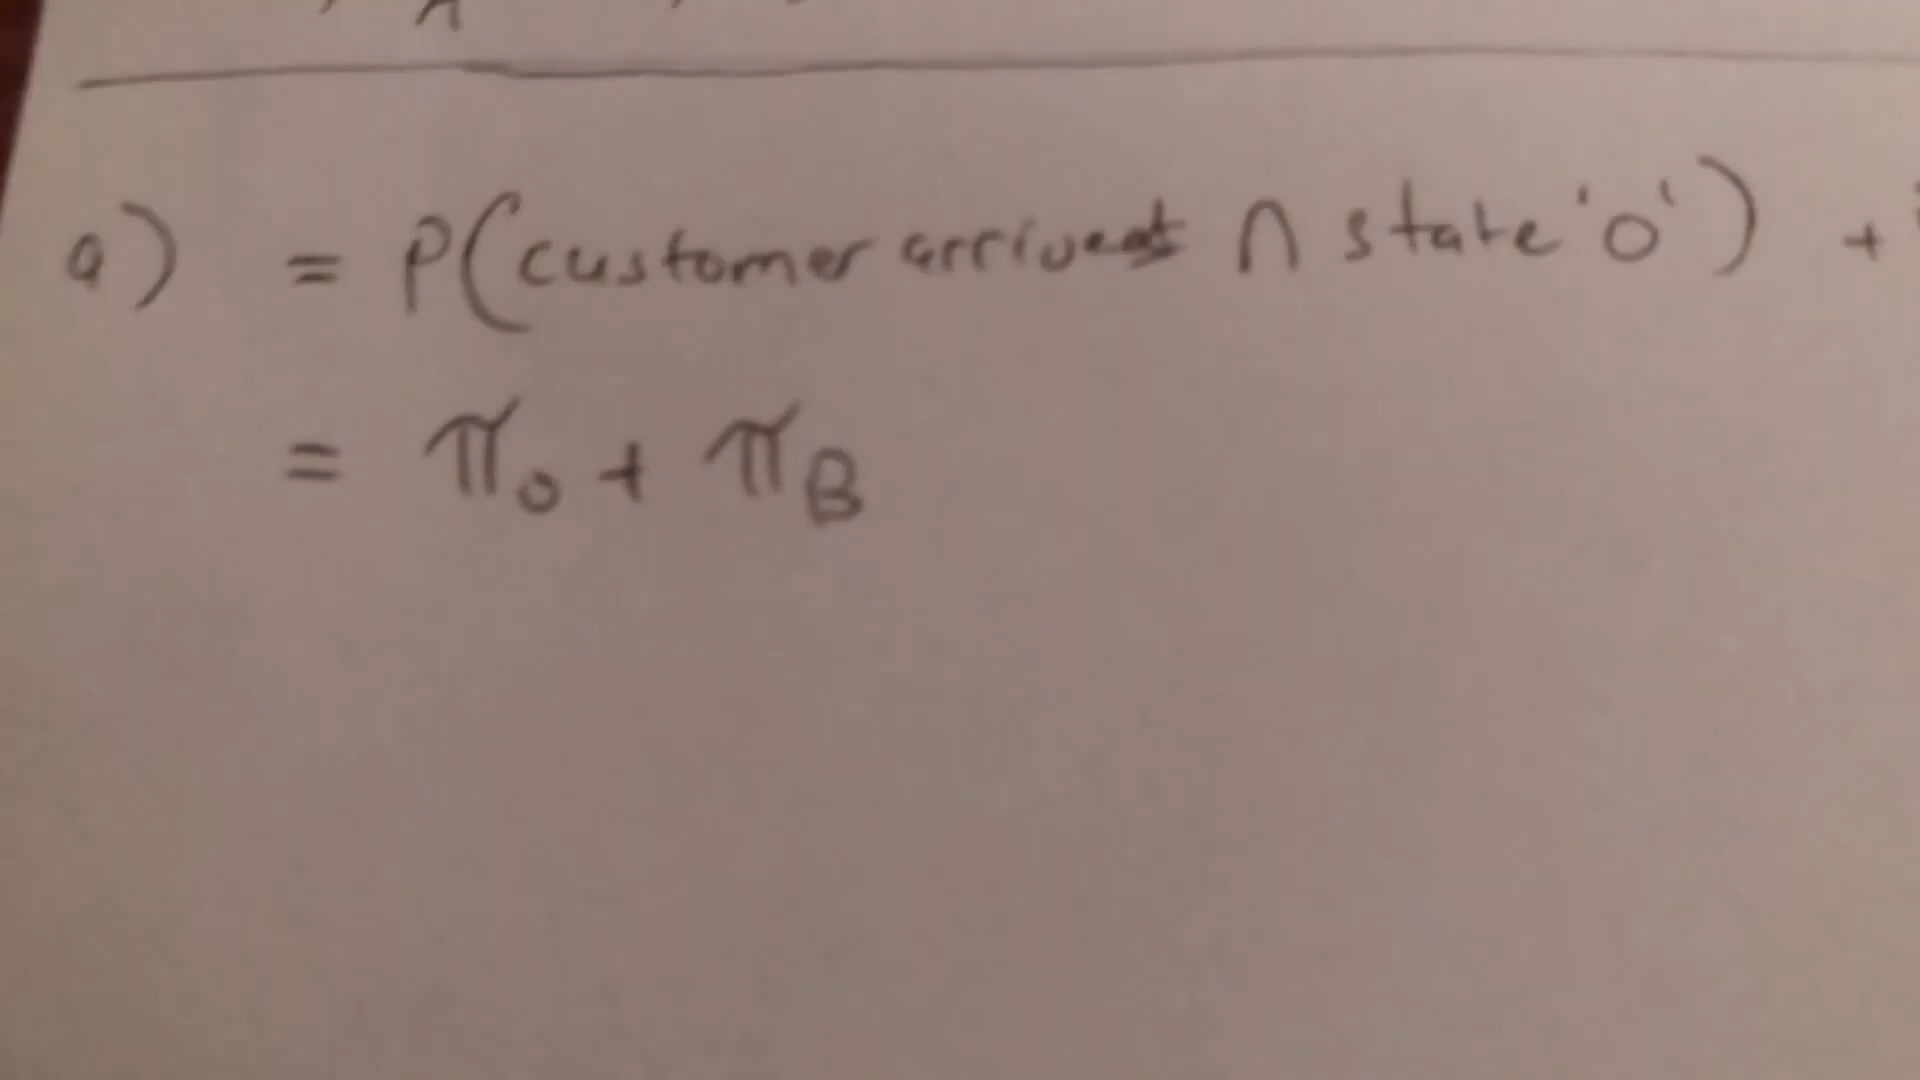 a) = P(customer arrives ∩ state '0') +
= π₀ + π_B